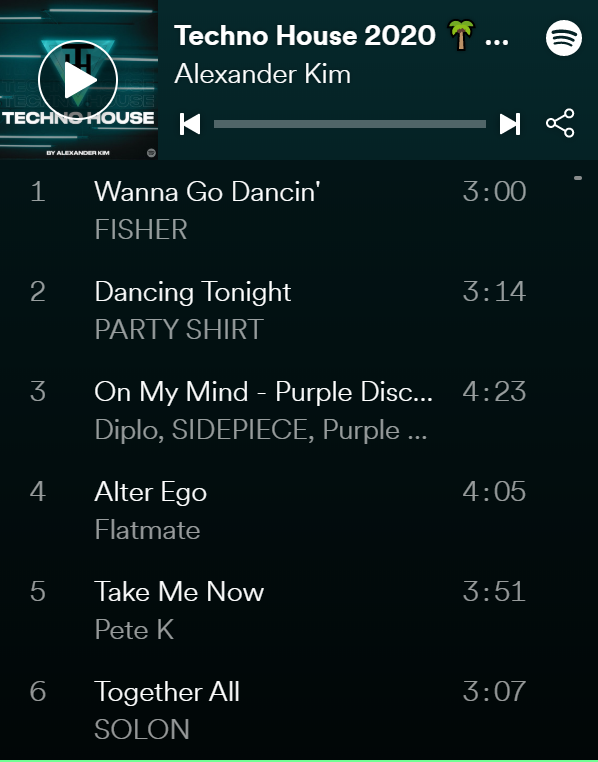 TECHNO HOUSE
BY ALEXANDER KIM
Techno House 2020 🌴 ...
Alexander Kim
1 Wanna Go Dancin' 3:00
FISHER
2 Dancing Tonight 3:14
PARTY SHIRT
3 On My Mind - Purple Disc... 4:23
Diplo, SIDEPIECE, Purple ...
4 Alter Ego 4:05
Flatmate
5 Take Me Now 3:51
Pete K
6 Together All 3:07
SOLON